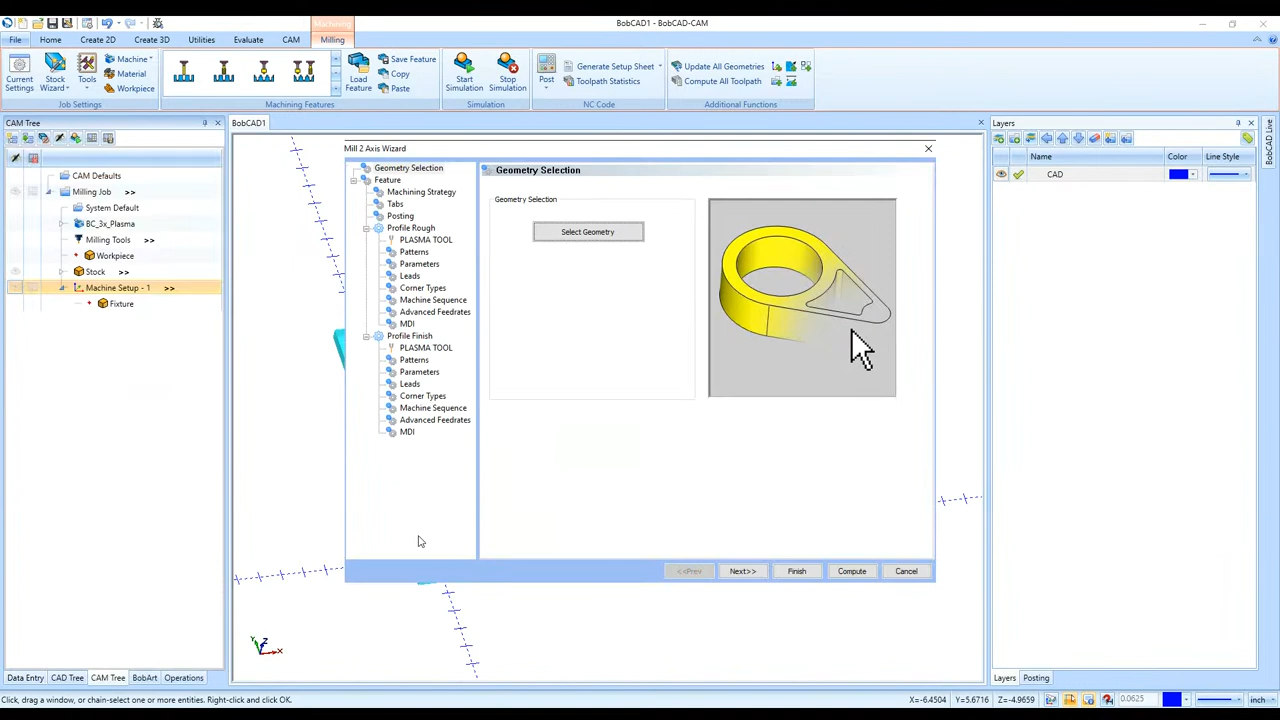 BobCAD1 - BobCAD-CAM
File Home Create 2D Create 3D Utilities Evaluate CAM Machining Milling
Current Settings
Stock Wizard
Tools
Machine
Material
Workpiece
Load Feature
Save Feature
Copy
Paste
Start Simulation
Stop Simulation
Post
Generate Setup Sheet
Toolpath Statistics
Update All Geometries
Compute All Toolpath
Job Settings Machining Features Simulation NC Code Additional Functions
CAM Tree
BobCAD1
Layers
BobCAD Live
CAM Defaults
Milling Job >>
System Default
BC_3x_Plasma
Milling Tools >>
Workpiece
Stock >>
Machine Setup - 1 >>
Fixture
Mill 2 Axis Wizard
Geometry Selection
Feature
Machining Strategy
Tabs
Posting
Profile Rough
PLASMA TOOL
Patterns
Parameters
Leads
Corner Types
Machine Sequence
Advanced Feedrates
MDI
Profile Finish
PLASMA TOOL
Patterns
Parameters
Leads
Corner Types
Machine Sequence
Advanced Feedrates
MDI
Geometry Selection
Geometry Selection
Select Geometry
<<Prev Next>> Finish Compute Cancel
Name Color Line Style
CAD
Y Z X
Data Entry CAD Tree CAM Tree BobArt Operations
Layers Posting
Click, drag a window, or chain-select one or more entities. Right-click and click OK.
X=-6.4504 Y=5.6716 Z=-4.9659 0.0625 inch